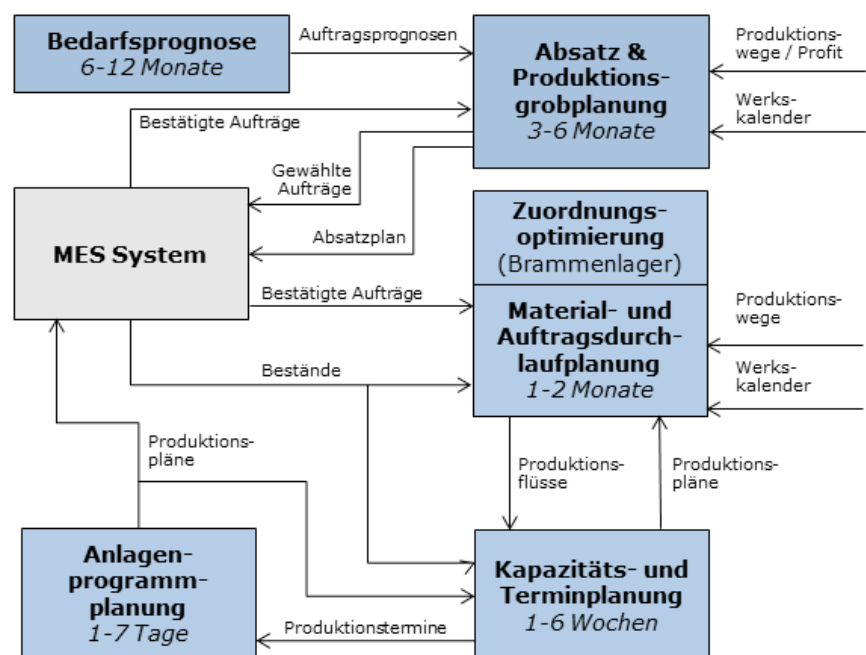 Bedarfsprognose
6-12 Monate
Auftragsprognosen
Absatz &
Produktions-
grobplanung
3-6 Monate
Produktions-
wege / Profit
Werks-
kalender
Bestätigte Aufträge
Gewählte
Aufträge
Absatzplan
MES System
Zuordnungs-
optimierung
(Brammenlager)
Bestätigte Aufträge
Material- und
Auftragsdurch-
laufplanung
1-2 Monate
Produktions-
wege
Werks-
kalender
Bestände
Produktions-
pläne
Produktions-
flüsse
Produktions-
pläne
Anlagen-
programm-
planung
1-7 Tage
Produktionstermine
Kapazitäts- und
Terminplanung
1-6 Wochen